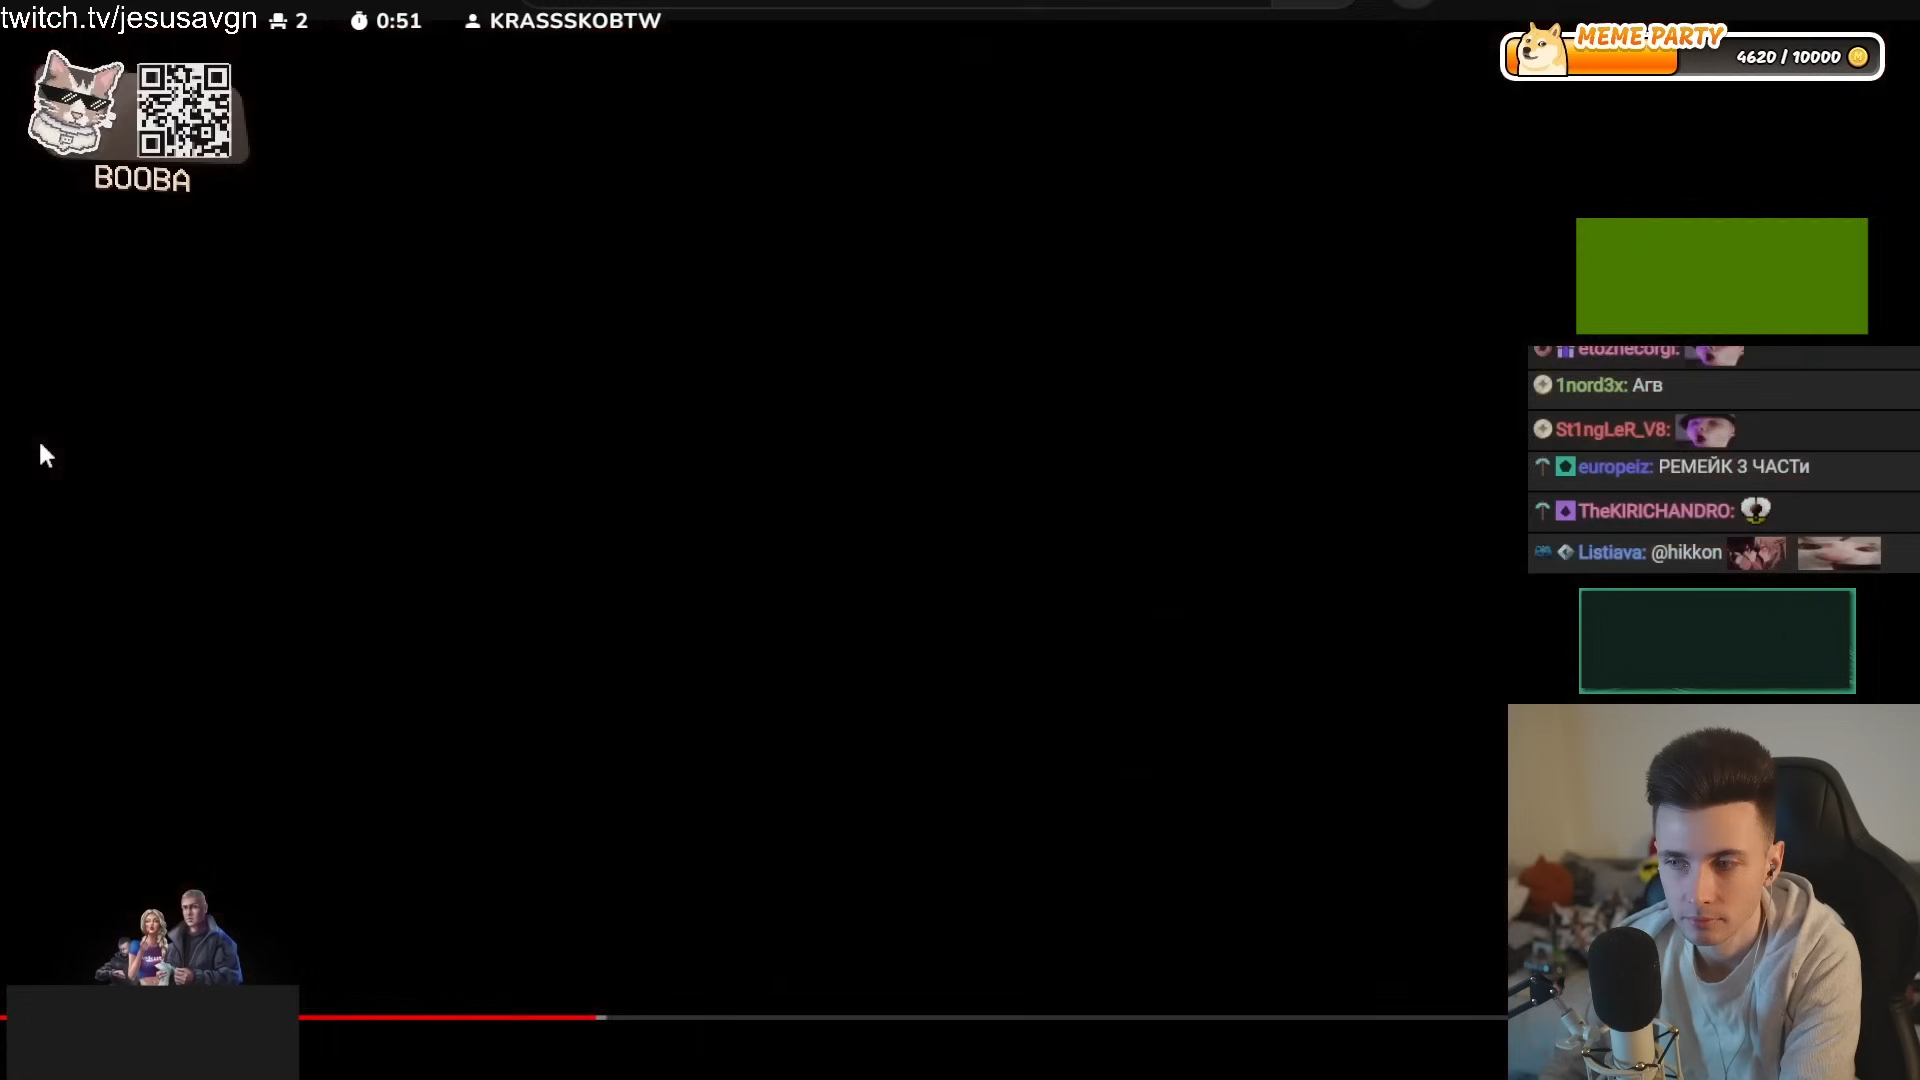 twitch.tv/jesusavgn 2 0:51 KRASSSKOBTW
MEME PARTY
4620 / 10000
BOOBA
etozhecorgi:
1nord3x: Агв
St1ngLeR_V8:
europeiz: РЕМЕЙК 3 ЧАСТи
TheKIRICHANDRO:
Listiava: @hikkon